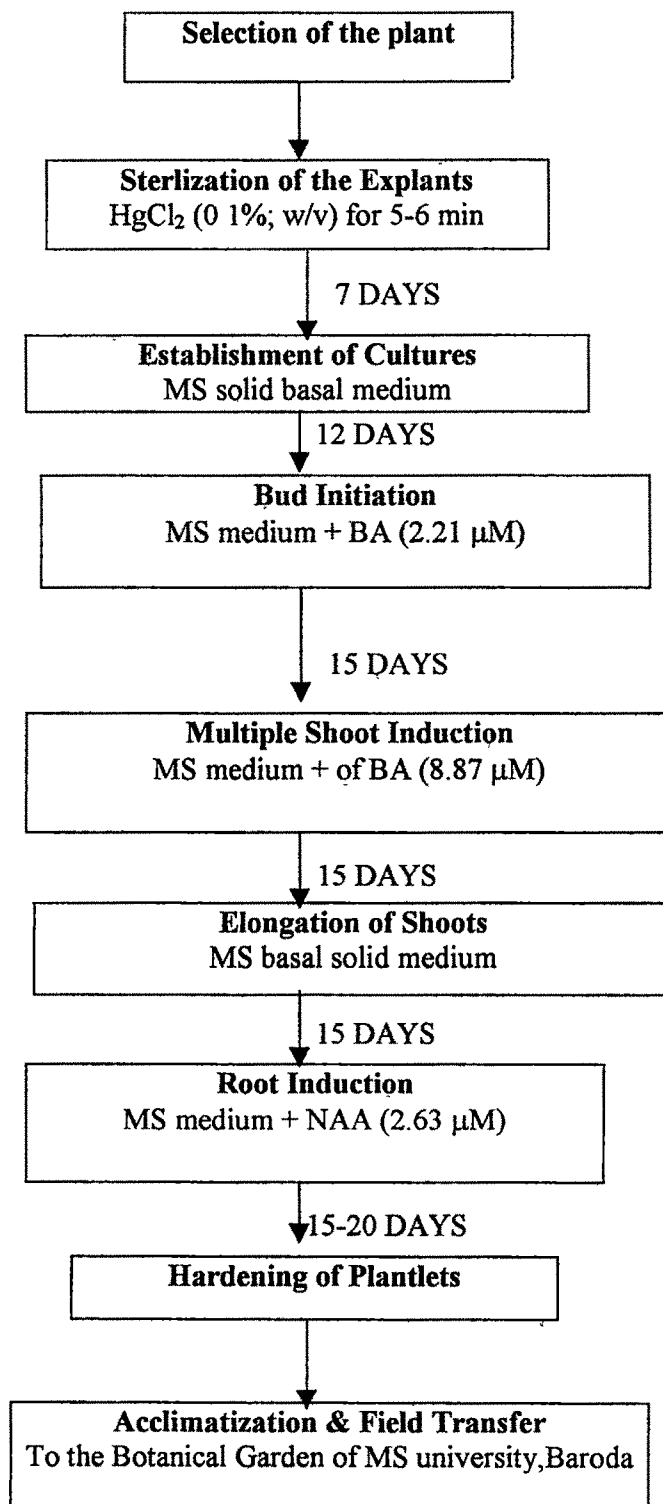 Selection of the plant
Sterlization of the Explants
HgCl₂ (0 1%; w/v) for 5-6 min
7 DAYS
Establishment of Cultures
MS solid basal medium
12 DAYS
Bud Initiation
MS medium + BA (2.21 μM)
15 DAYS
Multiple Shoot Induction
MS medium + of BA (8.87 μM)
15 DAYS
Elongation of Shoots
MS basal solid medium
15 DAYS
Root Induction
MS medium + NAA (2.63 μM)
15-20 DAYS
Hardening of Plantlets
Acclimatization & Field Transfer
To the Botanical Garden of MS university,Baroda